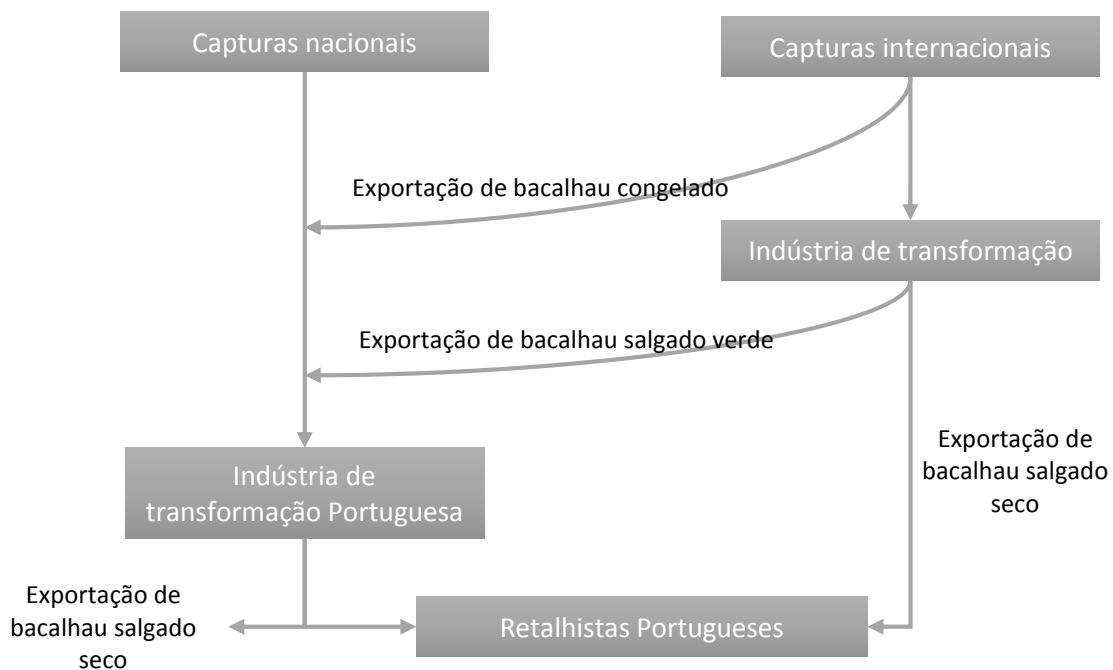 Capturas nacionais
Capturas internacionais
Exportação de bacalhau congelado
Indústria de transformação
Exportação de bacalhau salgado verde
Exportação de
bacalhau salgado
seco
Indústria de
transformação Portuguesa
Exportação de
bacalhau salgado
seco
Retalhistas Portugueses